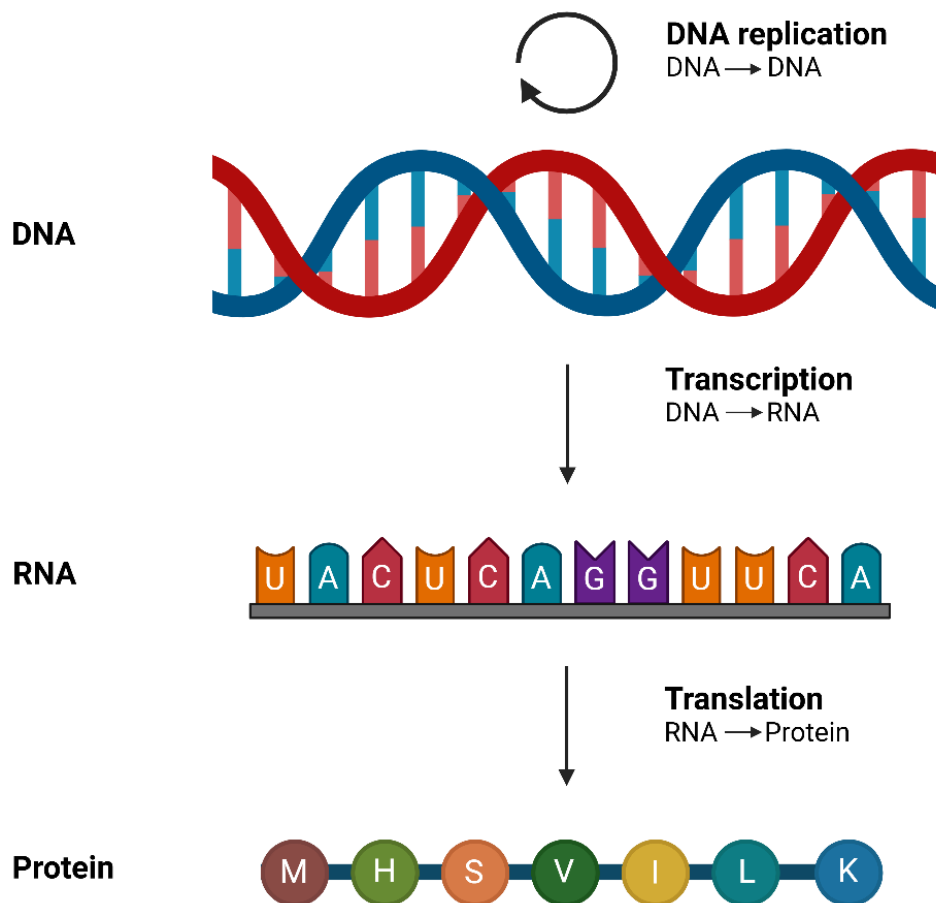 DNA replication
DNA → DNA
DNA
Transcription
DNA → RNA
RNA
U A C U C A G G U U C A
Translation
RNA → Protein
Protein
M H S V I L K